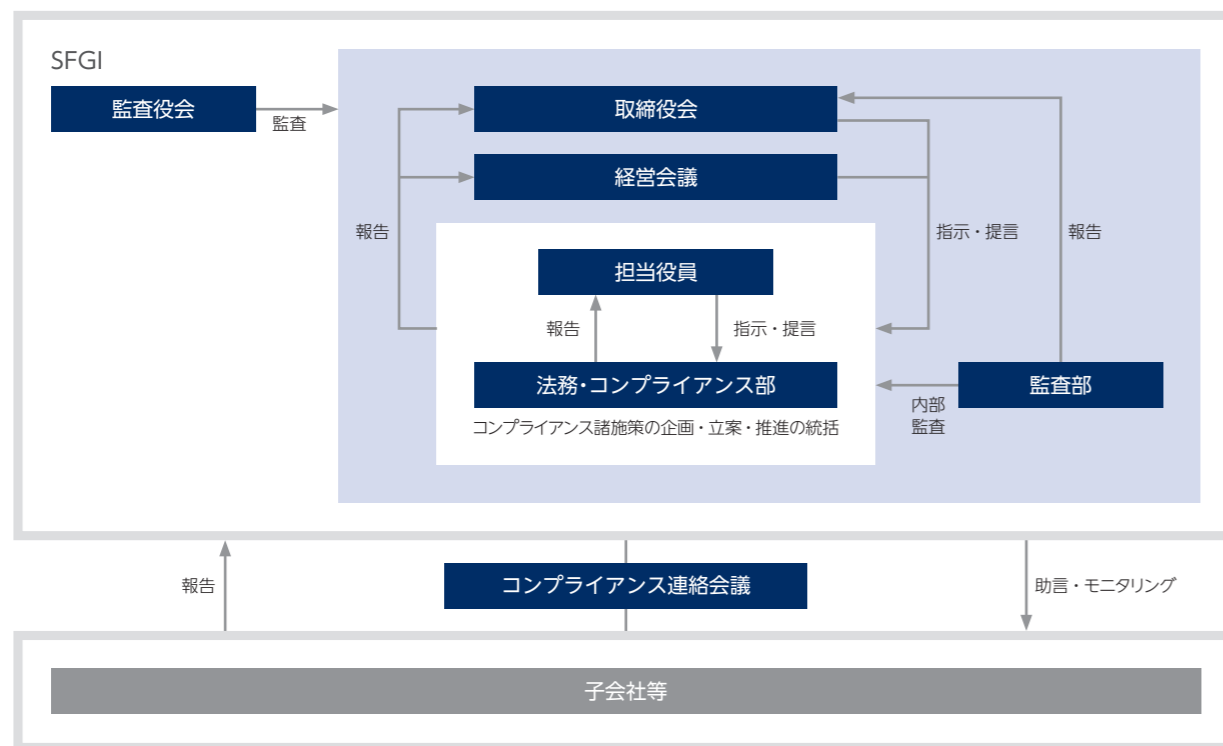 SFGI
監査役会
監査
取締役会
経営会議
報告
指示・提言
報告
担当役員
報告
指示・提言
法務・コンプライアンス部
コンプライアンス諸施策の企画・立案・推進の統括
監査部
内部
監査
報告
コンプライアンス連絡会議
助言・モニタリング
子会社等